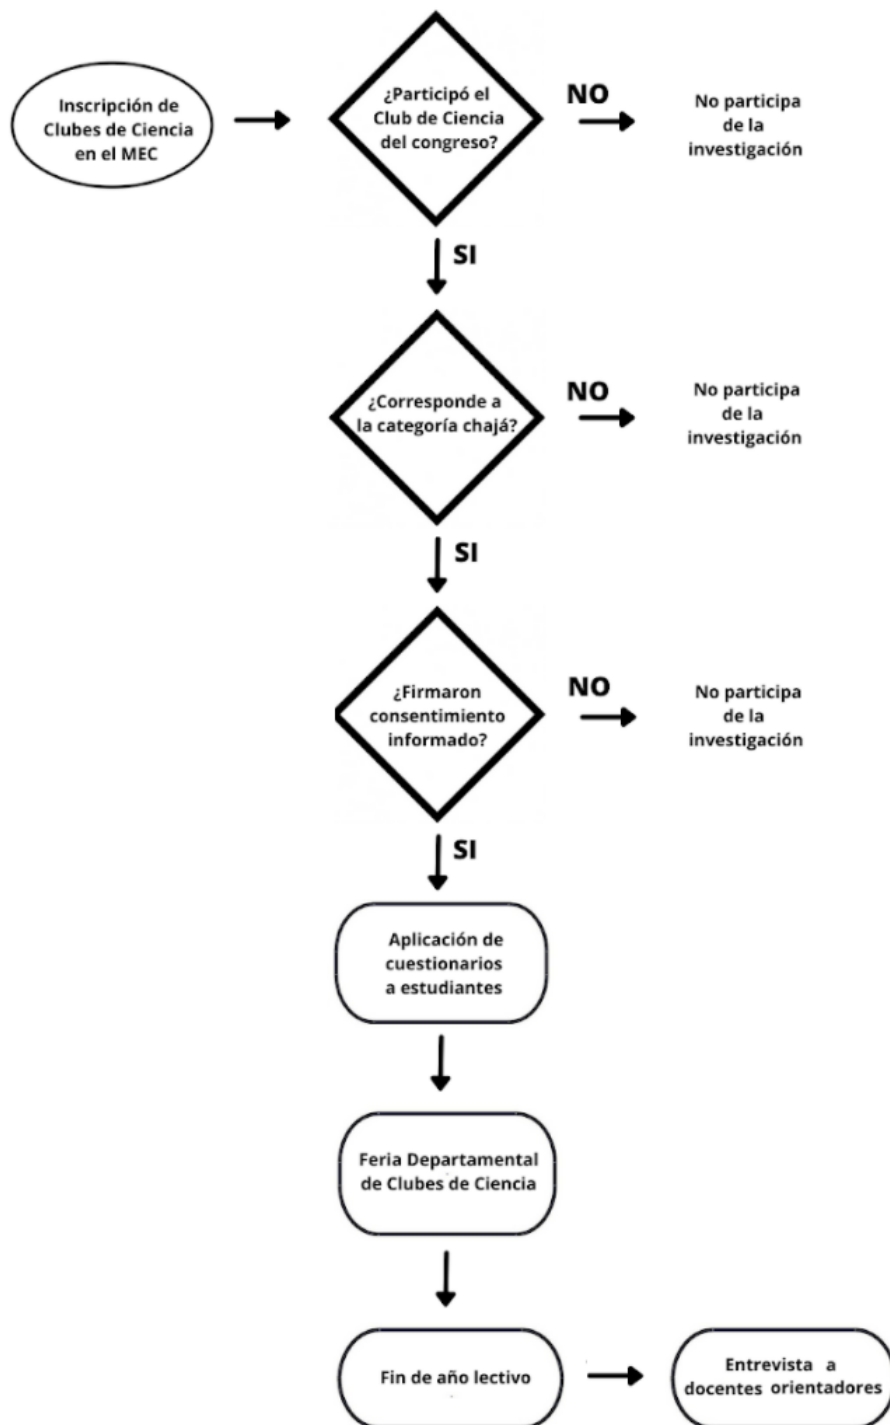 Inscripción de
Clubes de Ciencia
en el MEC
¿Participó el
Club de Ciencia
del congreso?
NO
No participa
de la
investigación
SI
¿Corresponde a
la categoría chajá?
NO
No participa
de la
investigación
SI
¿Firmaron
consentimiento
informado?
NO
No participa
de la
investigación
SI
Aplicación de
cuestionarios
a estudiantes
Feria Departamental
de Clubes de Ciencia
Fin de año lectivo
Entrevista a
docentes orientadores